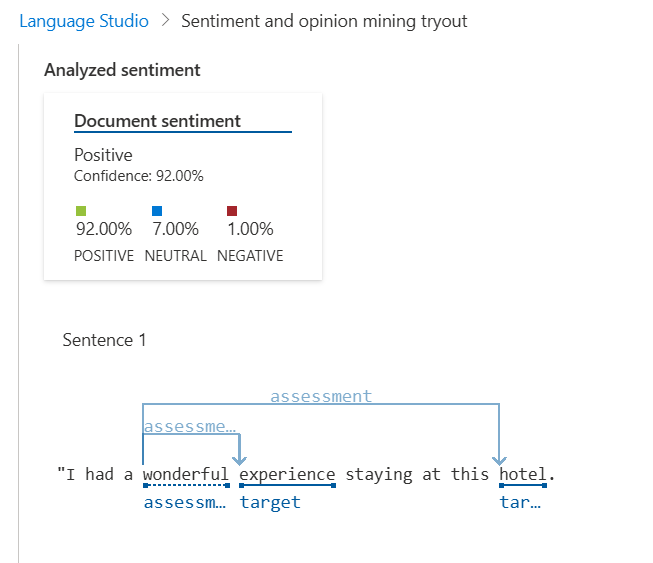 Language Studio > Sentiment and opinion mining tryout
Analyzed sentiment
Document sentiment
Positive
Confidence: 92.00%
92.00% 7.00% 1.00%
POSITIVE NEUTRAL NEGATIVE
Sentence 1
assessment
assessme...
"I had a wonderful experience staying at this hotel.
assessm... target tar...